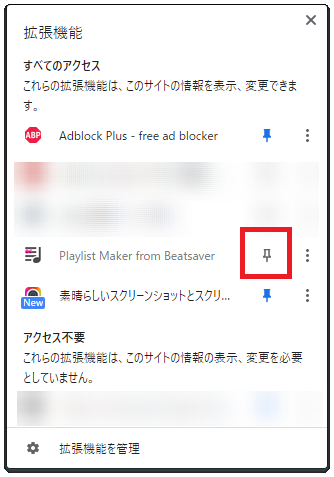 拡張機能
すべてのアクセス
これらの拡張機能は、このサイトの情報を表示、変更できま
す。
ABP Adblock Plus - free ad blocker
Playlist Maker from Beatsaver
New 素晴らしいスクリーンショットとスクリ...
アクセス不要
これらの拡張機能は、このサイトの情報の表示、変更を必要
としていません。
拡張機能を管理